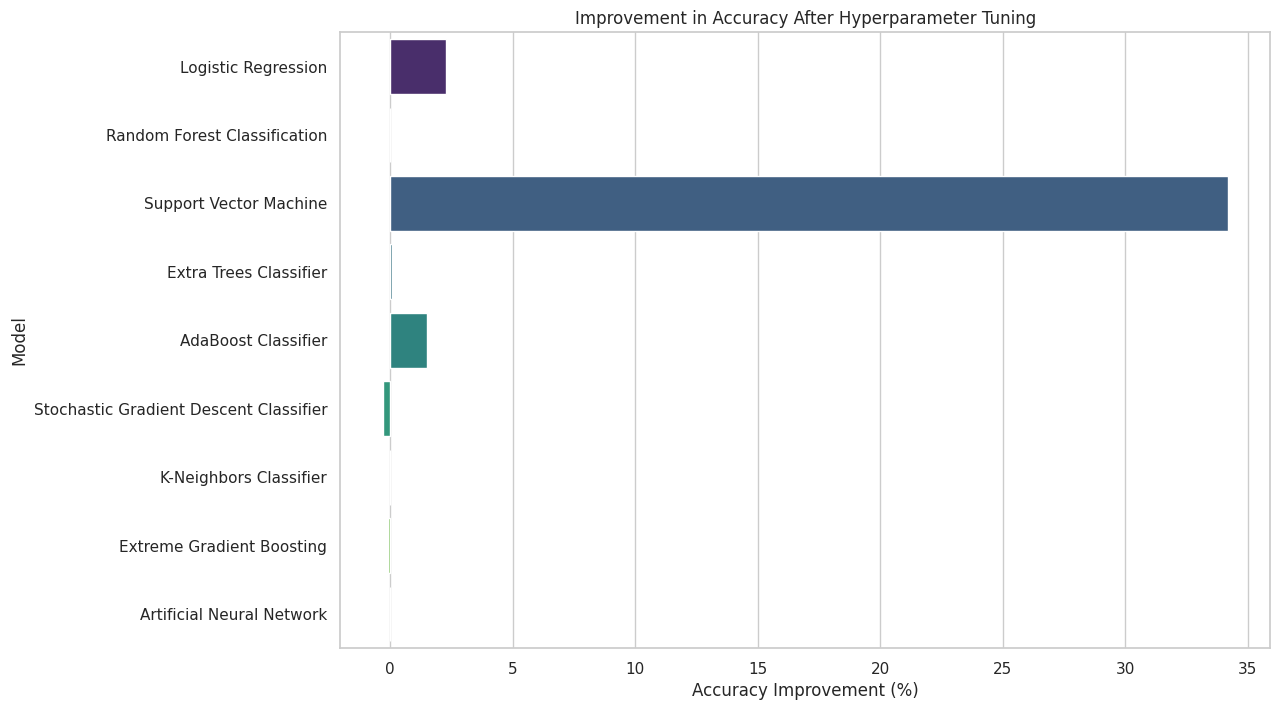 Improvement in Accuracy After Hyperparameter Tuning
Logistic Regression
Random Forest Classification
Support Vector Machine
Extra Trees Classifier
AdaBoost Classifier
Stochastic Gradient Descent Classifier
K-Neighbors Classifier
Extreme Gradient Boosting
Artificial Neural Network
Model
0 5 10 15 20 25 30 35
Accuracy Improvement (%)